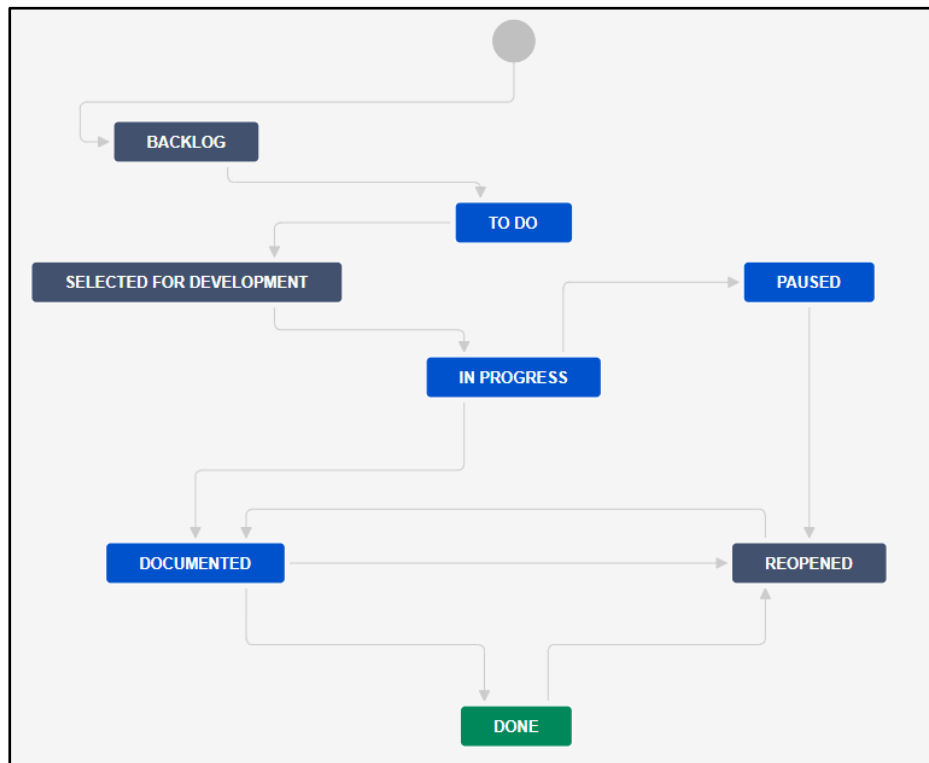 BACKLOG
TO DO
SELECTED FOR DEVELOPMENT
PAUSED
IN PROGRESS
DOCUMENTED
REOPENED
DONE